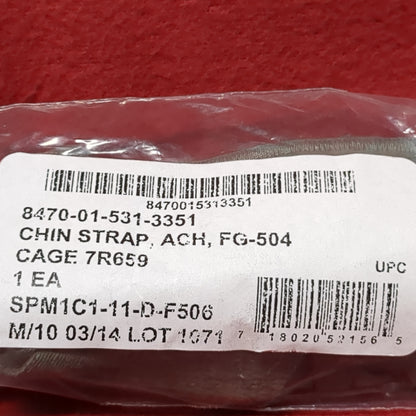 8470015313351
8470-01-531-3351
CHIN STRAP, ACH, FG-504
CAGE 7R659
1 EA
UPC
SPM1C1-11-D-F506
M/10 03/14 LOT 1071
7 18020 52156 5